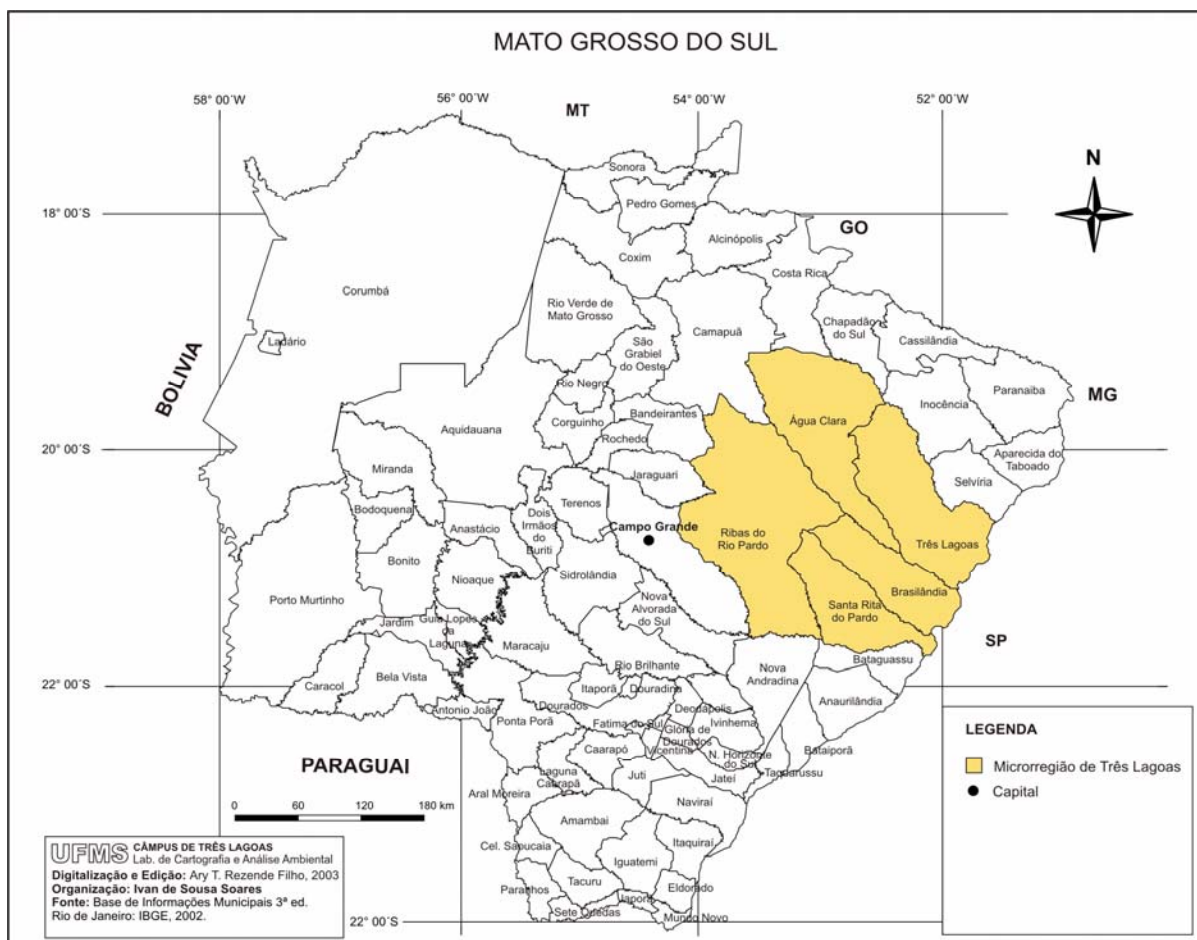 MATO GROSSO DO SUL
58° 00´W
56° 00´W
54° 00´W
52° 00´W
MT
N
18° 00´S
GO
Sonora
Pedro Gomes
Alcinópolis
Coxim
Costa Rica
Corumbá
Rio Verde de
Mato Grosso
Camapuã
Chapadão
do Sul
Cassilândia
Ladário
São
Grabiel
do Oeste
BOLIVIA
Paranaiba
MG
Rio Negro
Inocência
Bandeirantes
Água Clara
Corguinho
Aquidauana
Rochedo
20° 00´S
Aparecida do
Taboado
Miranda
Jaraguari
Selvíria
Terenos
Bodoquena
Dois
Irmãos
do
Buriti
Anastácio
Campo Grande
Ribas do
Rio Pardo
Três Lagoas
Bonito
Nioaque
Sidrolândia
Brasilândia
Porto Murtinho
Nova
Alvorada
do Sul
Santa Rita
do Pardo
Jardim
Guia Lopes
da
Laguna
Maracaju
SP
Bataguassu
Rio Brilhante
Nova
Andradina
Bela Vista
Caracol
22° 00´S
Itaporã
Douradina
Anaurilândia
Antonio João
Dourados
Deodápolis
Ivinhema
Ponta Porã
Fatima do Sul
Glória de
Dourados
Vicentina
Bataiporã
Caarapó
N. Horizonte
do Sul
Taquarussu
PARAGUAI
Laguna
Caarapã
Juti
Jateí
Aral Moreira
Naviraí
0 60 120 180 km
Amambai
Itaquiraí
Cel. Sapucaia
Iguatemi
Tacuru
Eldorado
Paranhos
Japorã
Sete Quedas
Mundo Novo
22° 00´S
LEGENDA
Microrregião de Três Lagoas
Capital
UFMS CÂMPUS DE TRÊS LAGOAS
Lab. de Cartografia e Análise Ambiental
Digitalização e Edição: Ary T. Rezende Filho, 2003
Organização: Ivan de Sousa Soares
Fonte: Base de Informações Municipais 3ª ed.
Rio de Janeiro: IBGE, 2002.